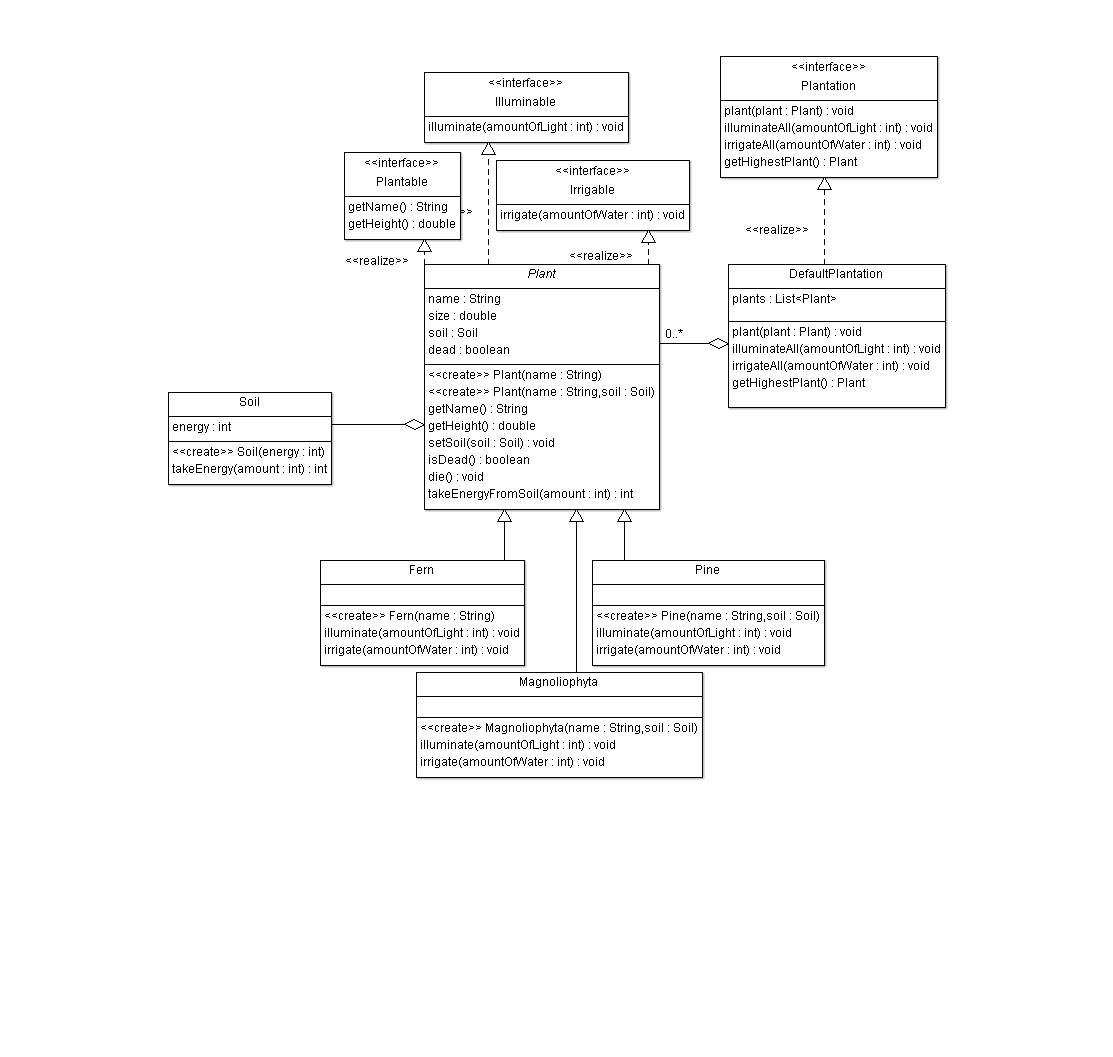 <<interface>>
Plantation
plant(plant : Plant) : void
illuminateAll(amountOfLight : int) : void
irrigateAll(amountOfWater : int) : void
getHighestPlant() : Plant
<<interface>>
Illuminable
illuminate(amountOfLight : int) : void
<<interface>>
Plantable
getName() : String
getHeight() : double
>>
<<interface>>
Irrigable
irrigate(amountOfWater : int) : void
<<realize>>
<<realize>>
<<realize>>
Plant
name : String
size : double
soil : Soil
dead : boolean
<<create>> Plant(name : String)
<<create>> Plant(name : String,soil : Soil)
getName() : String
getHeight() : double
setSoil(soil : Soil) : void
isDead() : boolean
die() : void
takeEnergyFromSoil(amount : int) : int
0..*
DefaultPlantation
plants : List<Plant>
plant(plant : Plant) : void
illuminateAll(amountOfLight : int) : void
irrigateAll(amountOfWater : int) : void
getHighestPlant() : Plant
Soil
energy : int
<<create>> Soil(energy : int)
takeEnergy(amount : int) : int
Fern
<<create>> Fern(name : String)
illuminate(amountOfLight : int) : void
irrigate(amountOfWater : int) : void
Pine
<<create>> Pine(name : String,soil : Soil)
illuminate(amountOfLight : int) : void
irrigate(amountOfWater : int) : void
Magnoliophyta
<<create>> Magnoliophyta(name : String,soil : Soil)
illuminate(amountOfLight : int) : void
irrigate(amountOfWater : int) : void